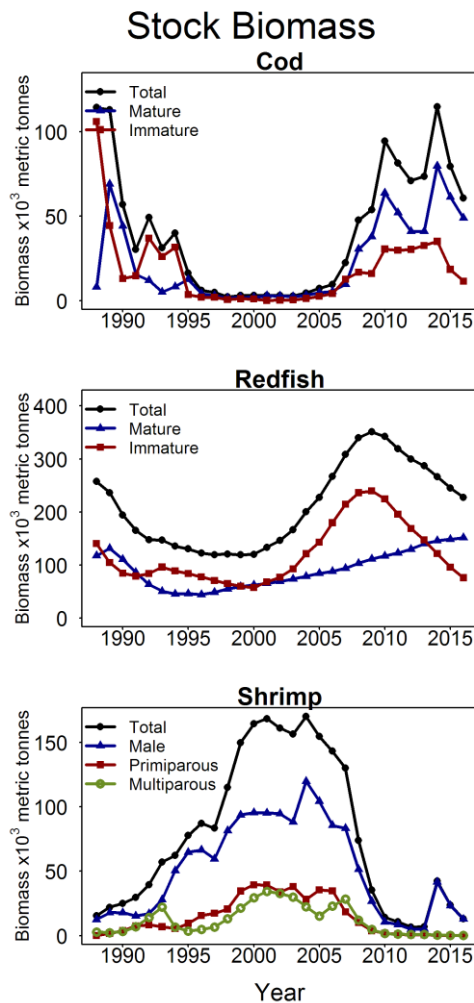 Stock Biomass
Cod
Total
Mature
Immature
Biomass x10³ metric tonnes
100
50
0
1990 1995 2000 2005 2010 2015
Redfish
Total
Mature
Immature
Biomass x10³ metric tonnes
400
300
200
100
0
1990 1995 2000 2005 2010 2015
Shrimp
Total
Male
Primiparous
Multiparous
Biomass x10³ metric tonnes
150
100
50
0
1990 1995 2000 2005 2010 2015
Year